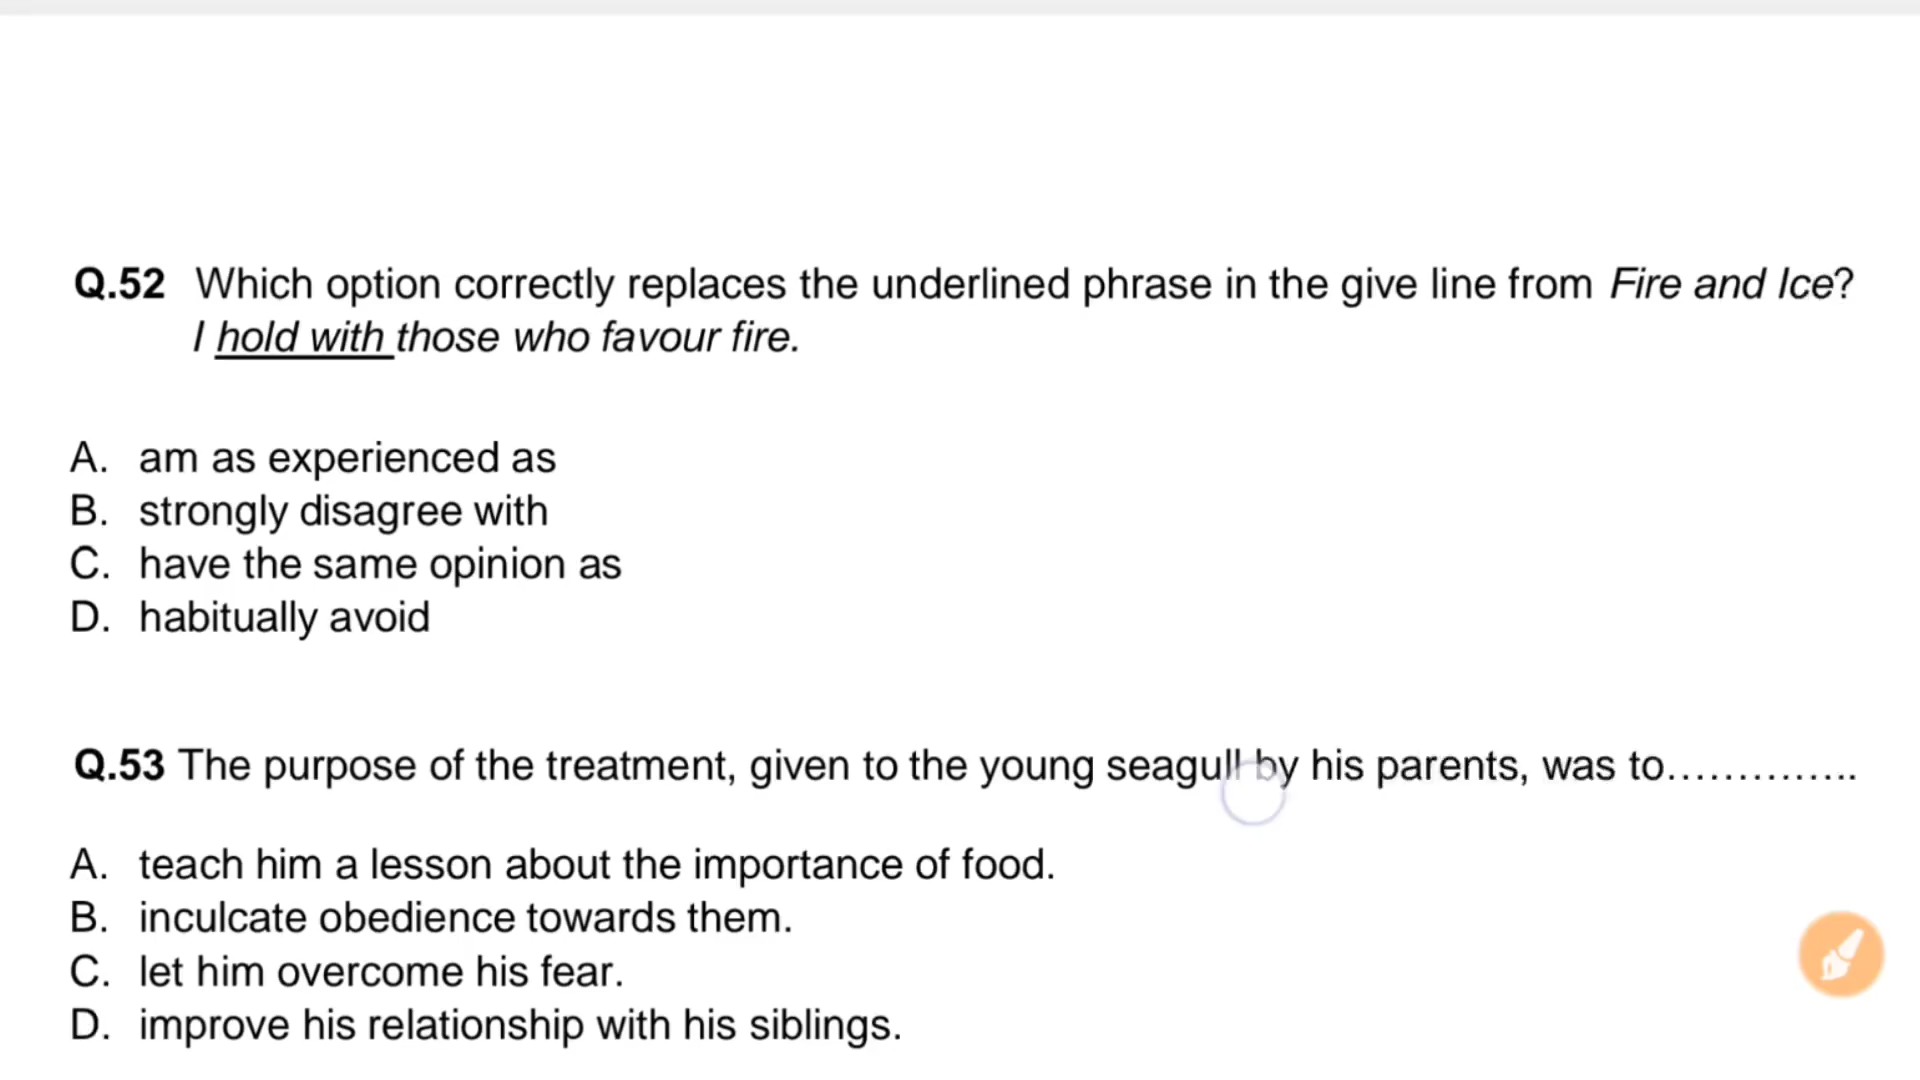 Q.52 Which option correctly replaces the underlined phrase in the give line from Fire and Ice?
I hold with those who favour fire.
A. am as experienced as
B. strongly disagree with
C. have the same opinion as
D. habitually avoid
Q.53 The purpose of the treatment, given to the young seagull by his parents, was to..............
A. teach him a lesson about the importance of food.
B. inculcate obedience towards them.
C. let him overcome his fear.
D. improve his relationship with his siblings.